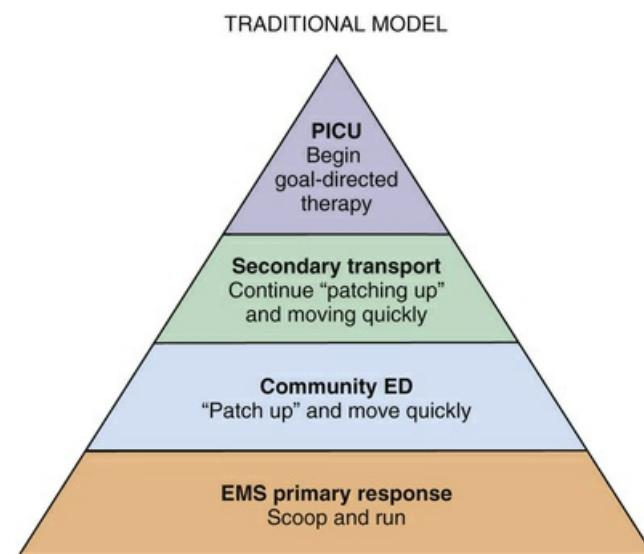 TRADITIONAL MODEL
PICU
Begin
goal-directed
therapy
Secondary transport
Continue “patching up”
and moving quickly
Community ED
“Patch up” and move quickly
EMS primary response
Scoop and run